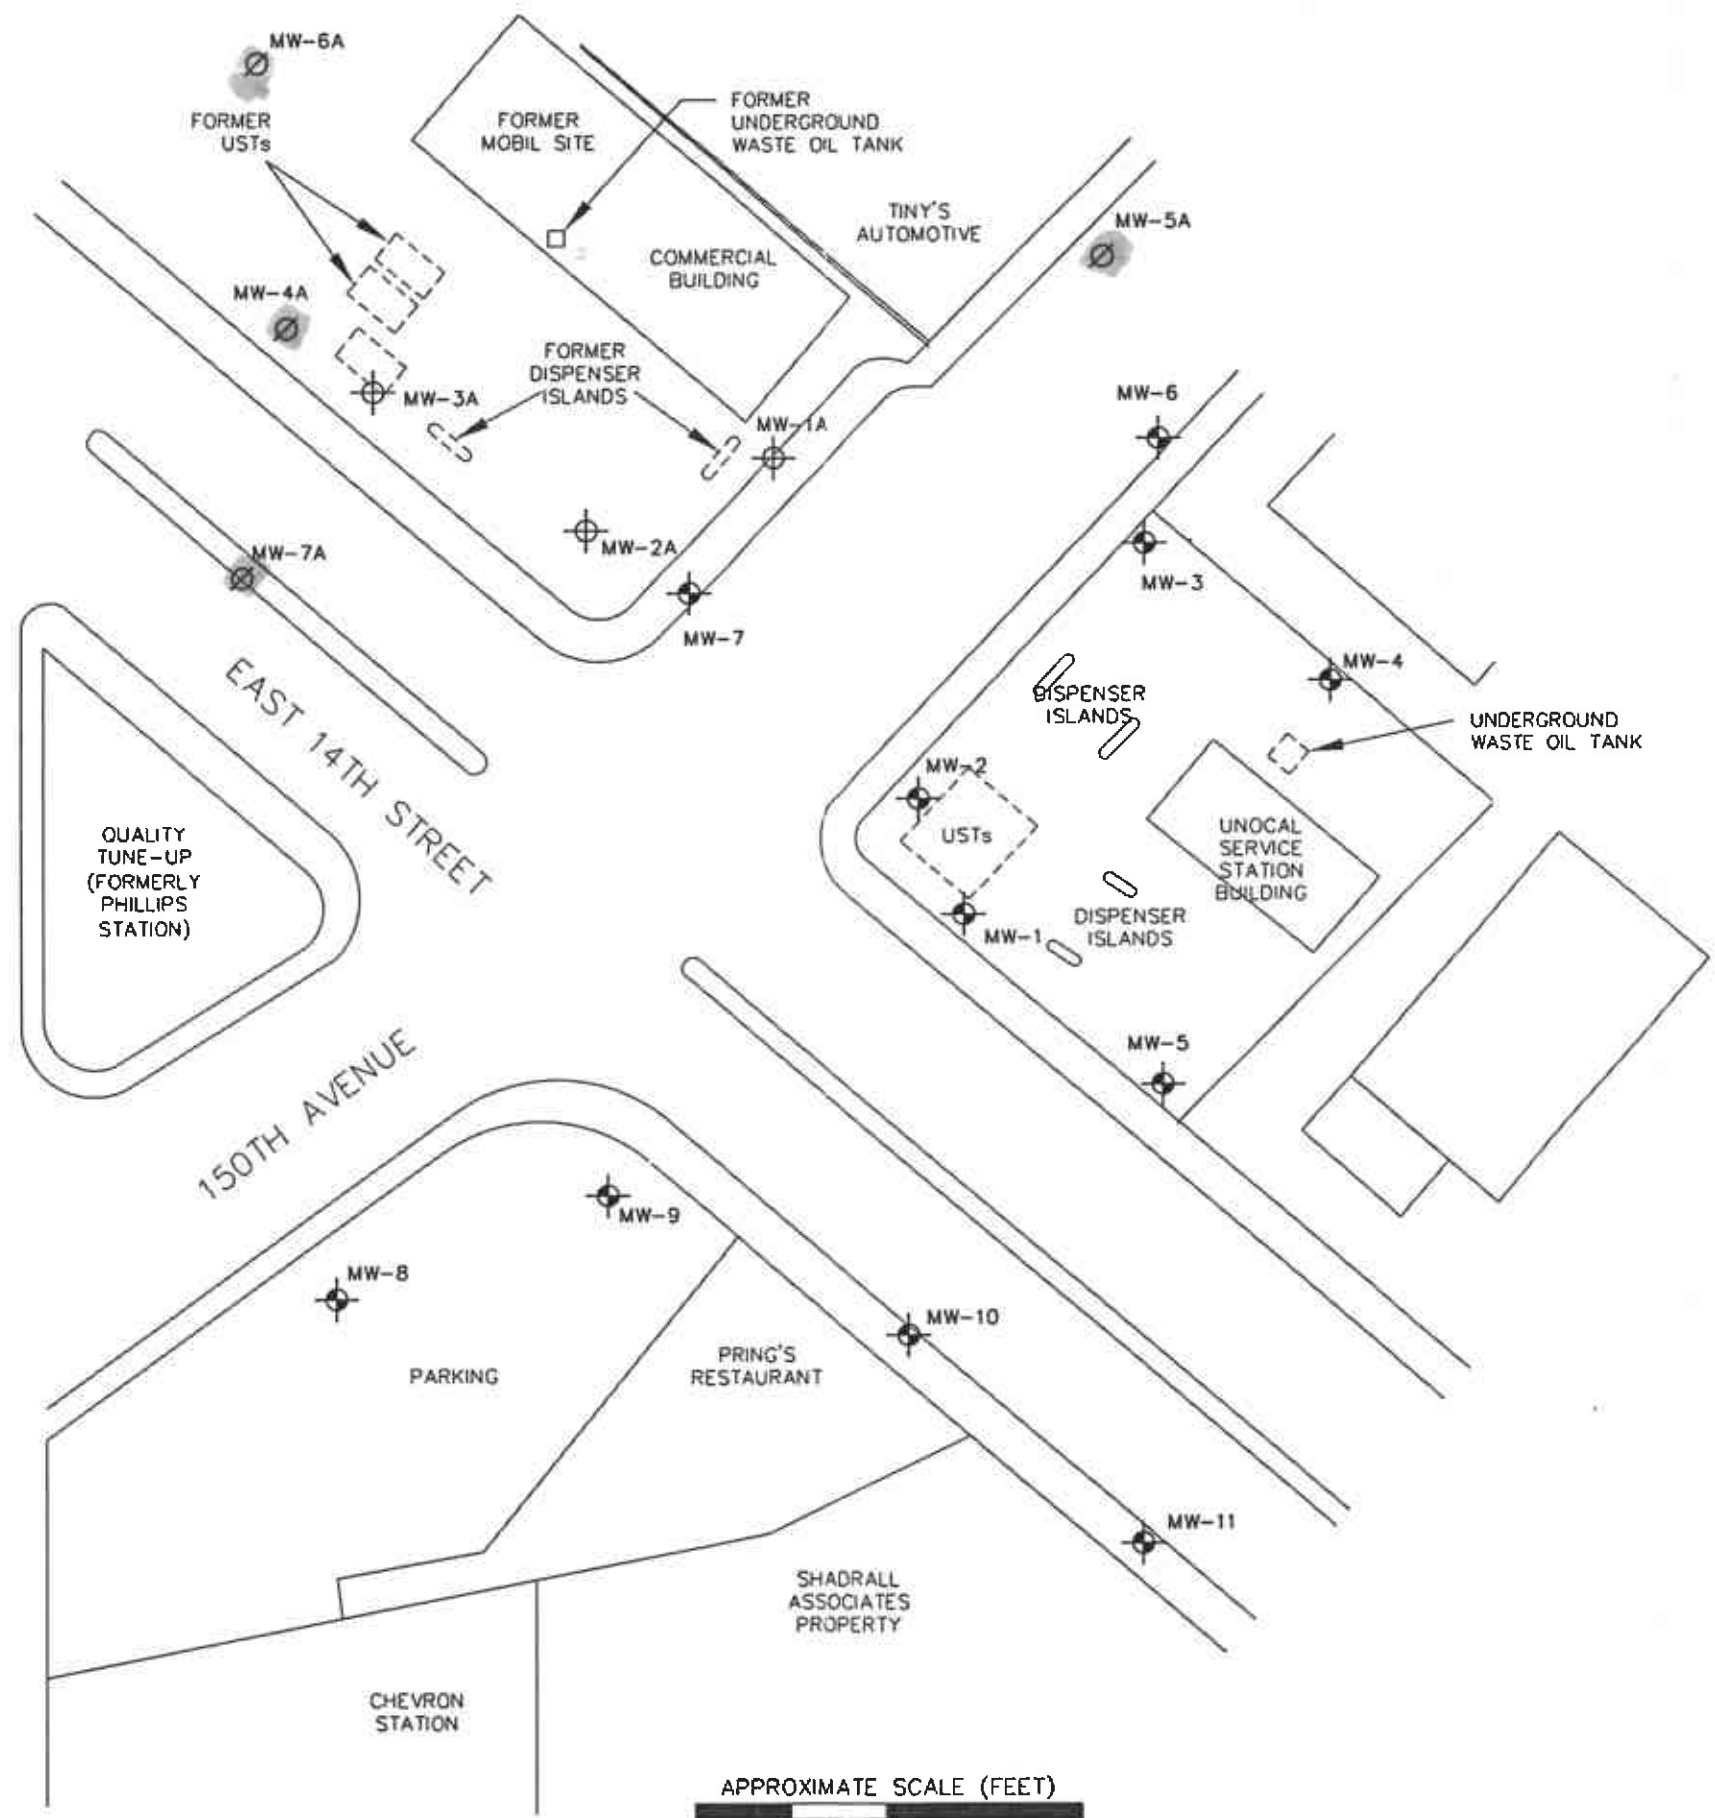 MW-6A
FORMER
USTs
FORMER
MOBIL SITE
FORMER
UNDERGROUND
WASTE OIL TANK
TINY'S
AUTOMOTIVE
MW-5A
COMMERCIAL
BUILDING
MW-4A
FORMER
DISPENSER
ISLANDS
MW-3A
MW-1A
MW-6
MW-2A
MW-7A
MW-3
MW-7
MW-4
DISPENSER
ISLANDS
UNDERGROUND
WASTE OIL TANK
EAST 14TH STREET
MW-2
USTs
UNOCAL
SERVICE
STATION
BUILDING
QUALITY
TUNE-UP
(FORMERLY
PHILLIPS
STATION)
DISPENSER
ISLANDS
MW-1
MW-5
150TH AVENUE
MW-9
MW-8
MW-10
PARKING
PRING'S
RESTAURANT
MW-11
SHADRALL
ASSOCIATES
PROPERTY
CHEVRON
STATION
APPROXIMATE SCALE (FEET)